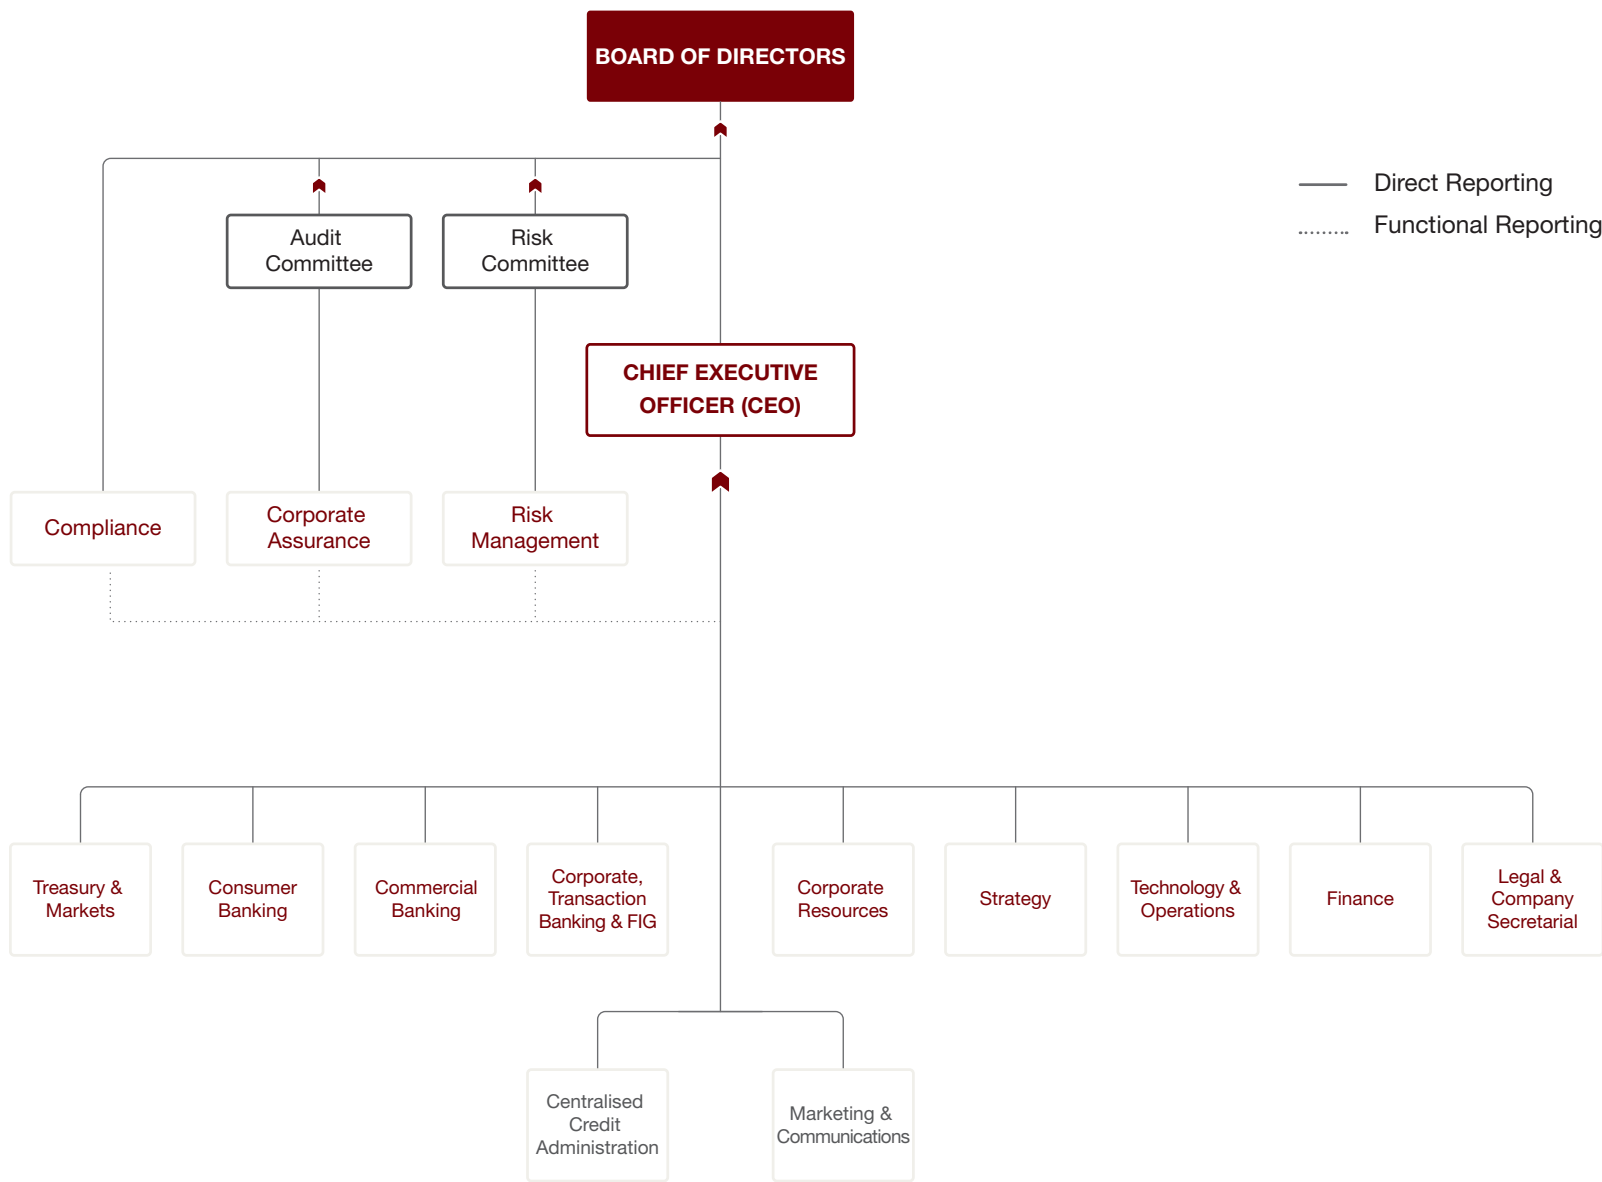 BOARD OF DIRECTORS
Direct Reporting
Functional Reporting
Audit
Committee
Risk
Committee
CHIEF EXECUTIVE
OFFICER (CEO)
Compliance
Corporate
Assurance
Risk
Management
Treasury &
Markets
Consumer
Banking
Commercial
Banking
Corporate,
Transaction
Banking & FIG
Corporate
Resources
Strategy
Technology &
Operations
Finance
Legal &
Company
Secretarial
Centralised
Credit
Administration
Marketing &
Communications